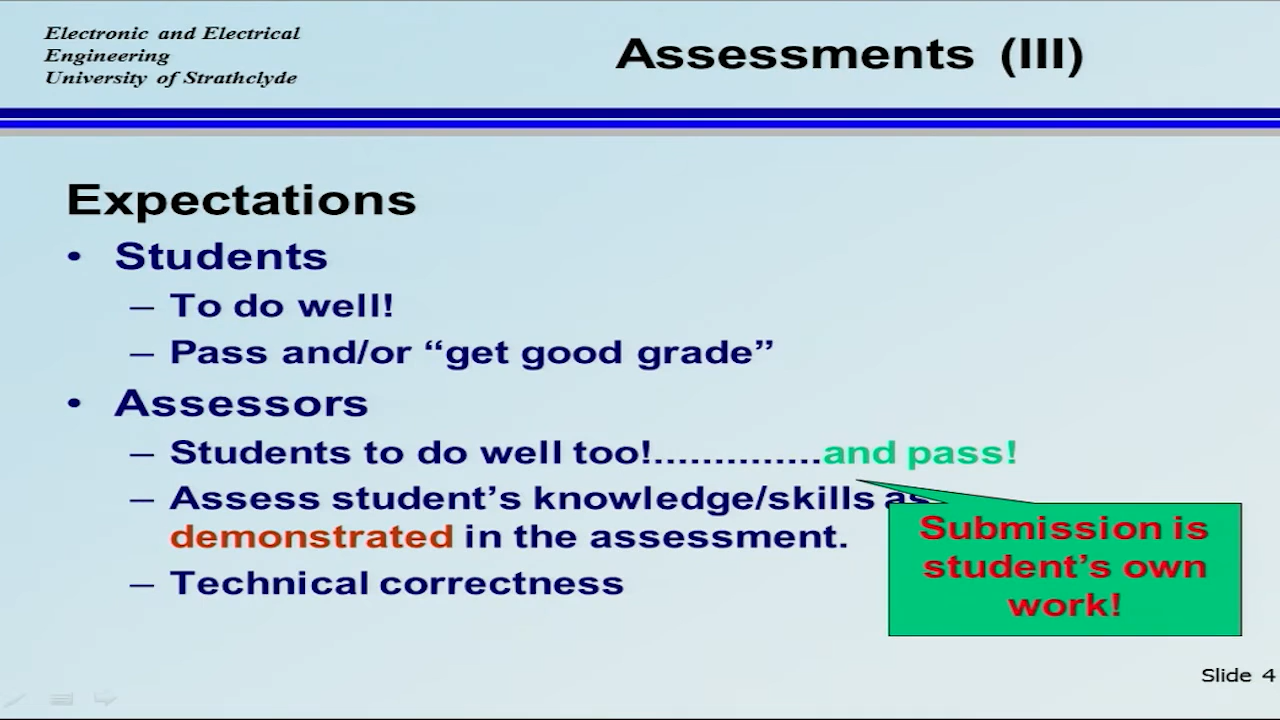 Electronic and Electrical
Engineering
University of Strathclyde
Assessments (III)
Expectations
• Students
– To do well!
– Pass and/or “get good grade”
• Assessors
– Students to do well too!..............and pass!
– Assess student’s knowledge/skills as
demonstrated in the assessment.
– Technical correctness
Submission is
student’s own
work!
Slide 4